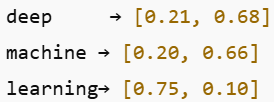 deep → [0.21, 0.68]
machine → [0.20, 0.66]
learning→ [0.75, 0.10]